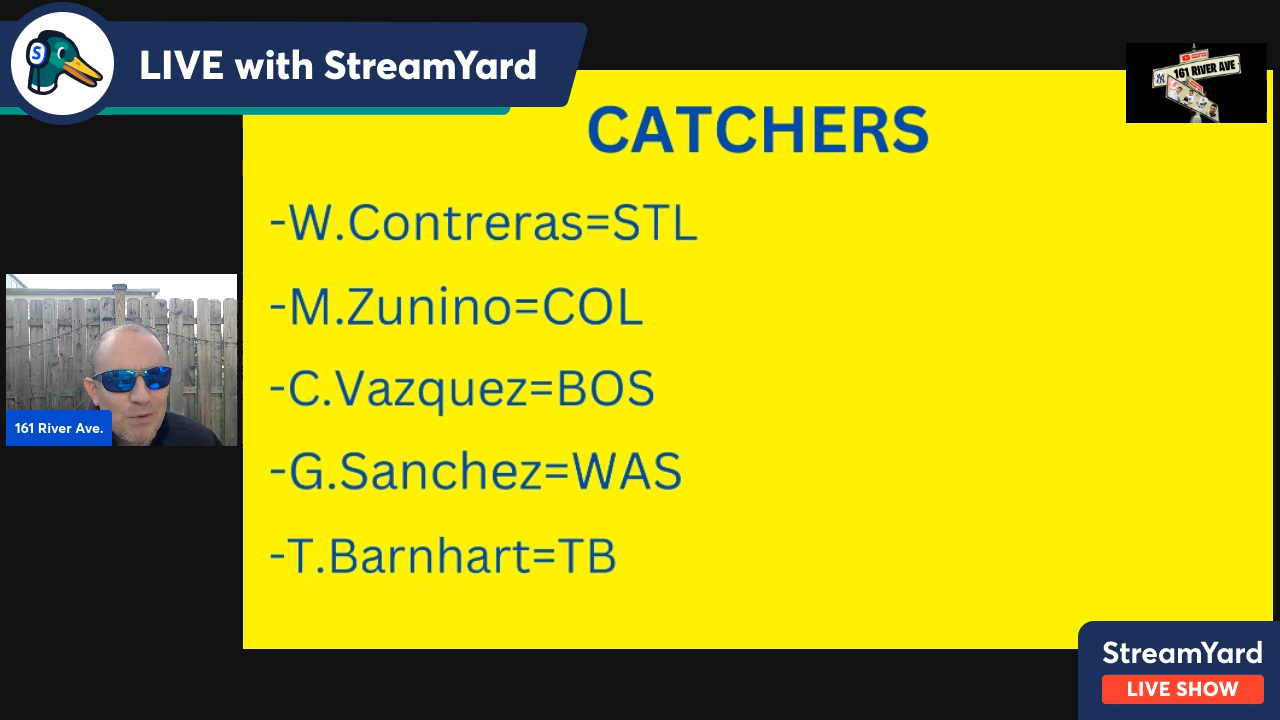 S
LIVE with StreamYard
161 RIVER AVE
CATCHERS
-W.Contreras=STL
-M.Zunino=COL
-C.Vazquez=BOS
-G.Sanchez=WAS
-T.Barnhart=TB
161 River Ave.
StreamYard
LIVE SHOW